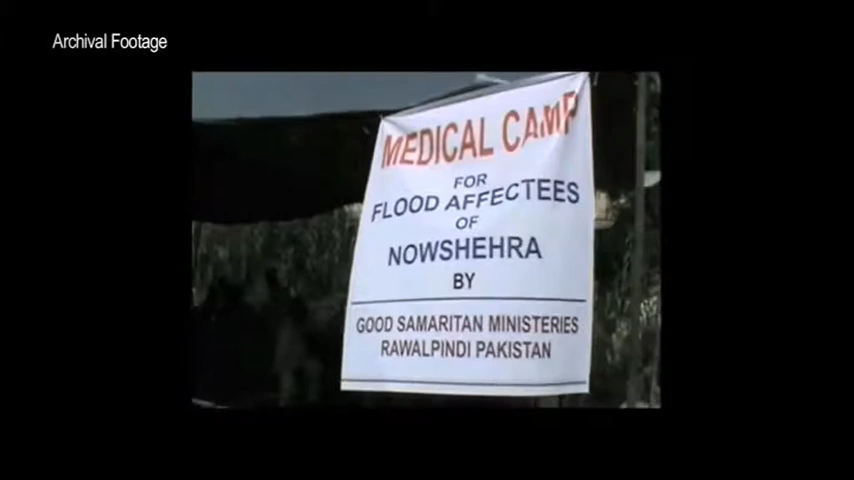 Archival Footage
MEDICAL CAMP
FOR
FLOOD AFFECTEES
OF
NOWSHEHRA
BY
GOOD SAMARITAN MINISTERIES
RAWALPINDI PAKISTAN